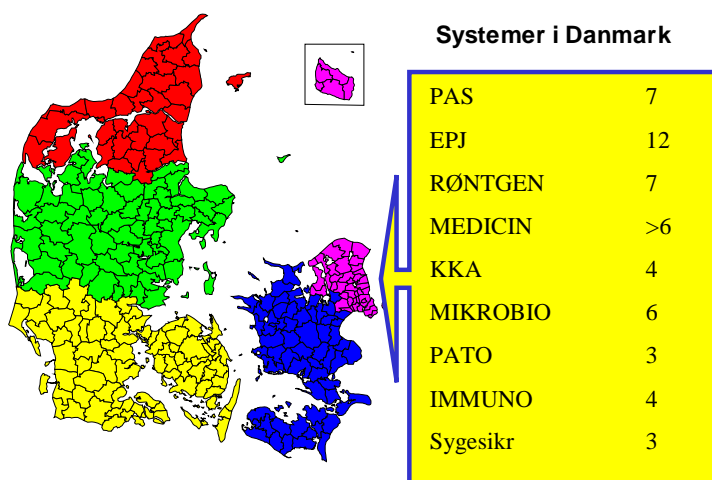 Systemer i Danmark
PAS 7
EPJ 12
RØNTGEN 7
MEDICIN >6
KKA 4
MIKROBIO 6
PATO 3
IMMUNO 4
Sygesikr 3